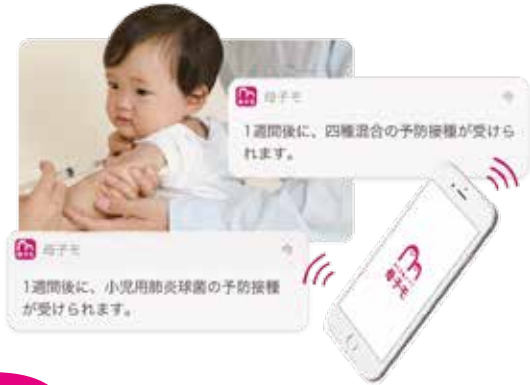 母子モ
今
1週間後に、四種混合の予防接種が受けら
れます。
母子モ
今
1週間後に、小児用肺炎球菌の予防接種
が受けられます。
母子モ